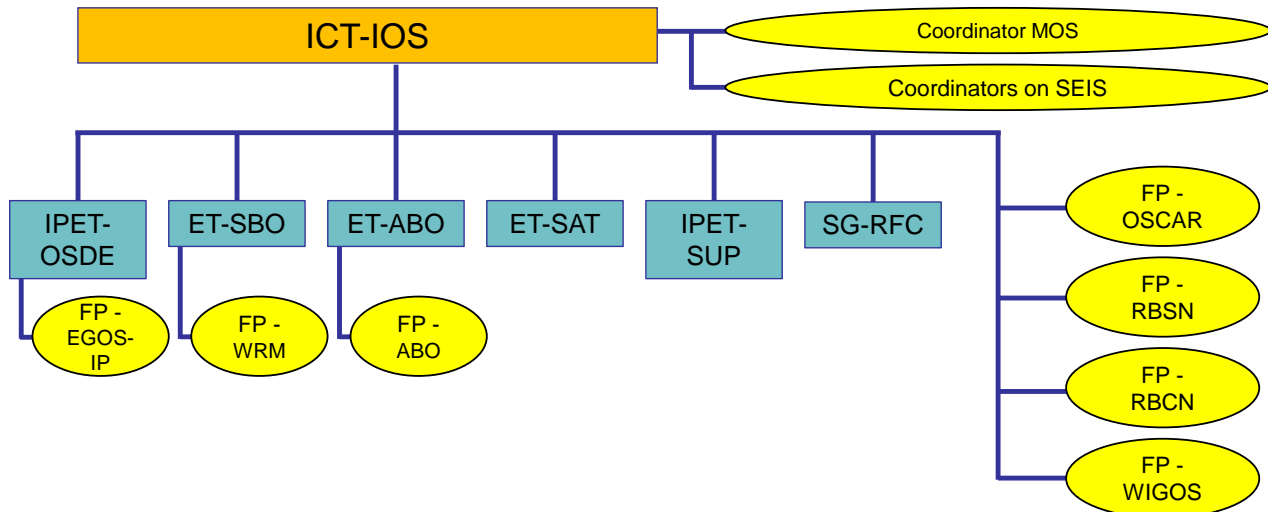 ICT-IOS
Coordinator MOS
Coordinators on SEIS
IPET-
OSDE
ET-SBO
ET-ABO
ET-SAT
IPET-
SUP
SG-RFC
FP -
EGOS-
IP
FP -
WRM
FP -
ABO
FP -
OSCAR
FP -
RBSN
FP -
RBCN
FP -
WIGOS